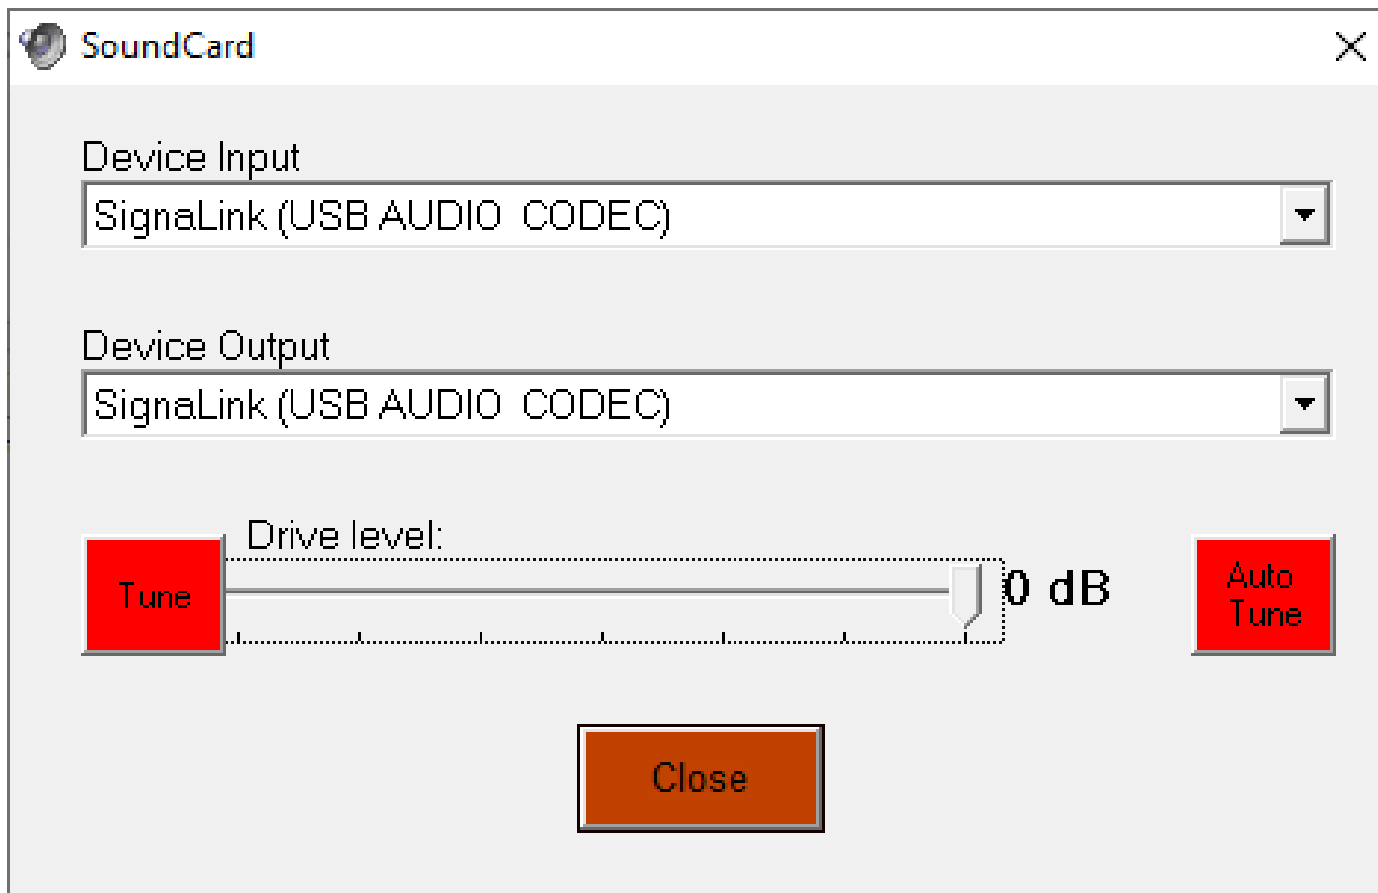 SoundCard
Device Input
SignaLink (USB AUDIO  CODEC)
Device Output
SignaLink (USB AUDIO  CODEC)
Drive level:
Tune
0 dB
Auto
Tune
Close